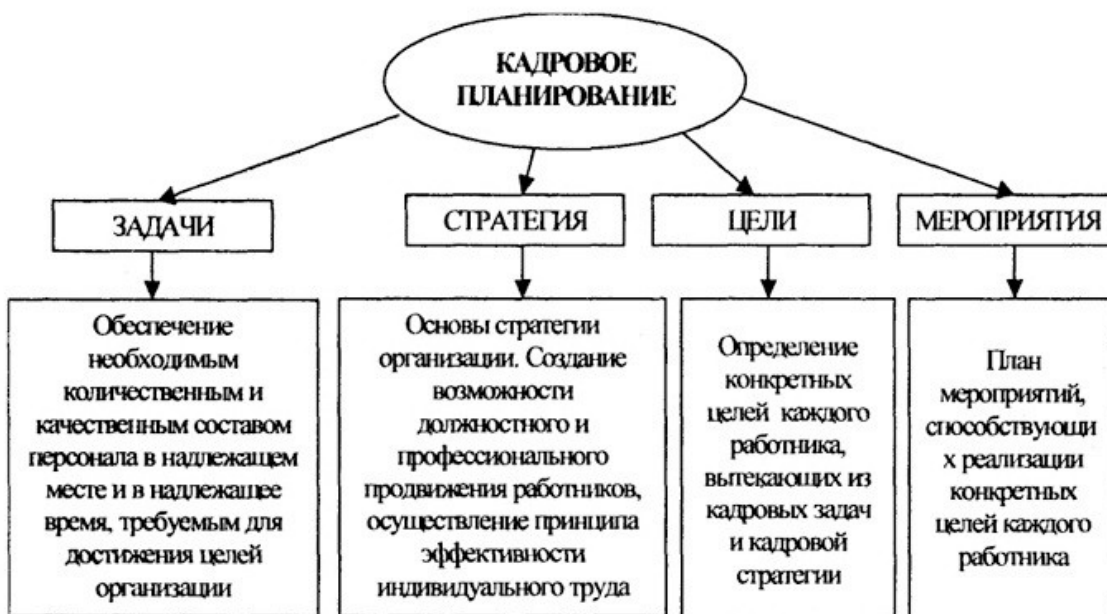 КАДРОВОЕ
ПЛАНИРОВАНИЕ
ЗАДАЧИ
СТРАТЕГИЯ
ЦЕЛИ
МЕРОПРИЯТИЯ
Обеспечение
необходимым
количественным и
качественным составом
персонала в надлежащем
месте и в надлежащее
время, требуемым для
достижения целей
организации
Основы стратегии
организации. Создание
возможности
должностного и
профессионального
продвижения работников,
осуществление принципа
эффективности
индивидуального труда
Определение
конкретных
целей каждого
работника,
вытекающих из
кадровых задач
и кадровой
стратегии
План
мероприятий,
способствующи
х реализации
конкретных
целей каждого
работника